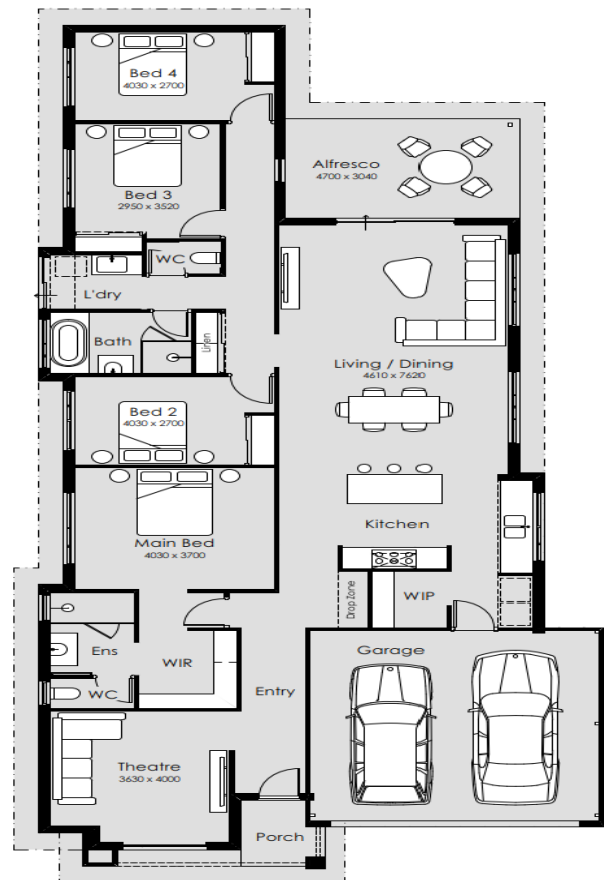 Bed 4
4030 x 2700
Alfresco
4700 x 3040
Bed 3
2950 x 3520
WC
L'dry
Bath
Linen
Living / Dining
4610 x 7620
Bed 2
4030 x 2700
Main Bed
4030 x 3700
Kitchen
Drop Zone
WIP
Ens
WIR
WC
Garage
Entry
Theatre
3630 x 4000
Porch